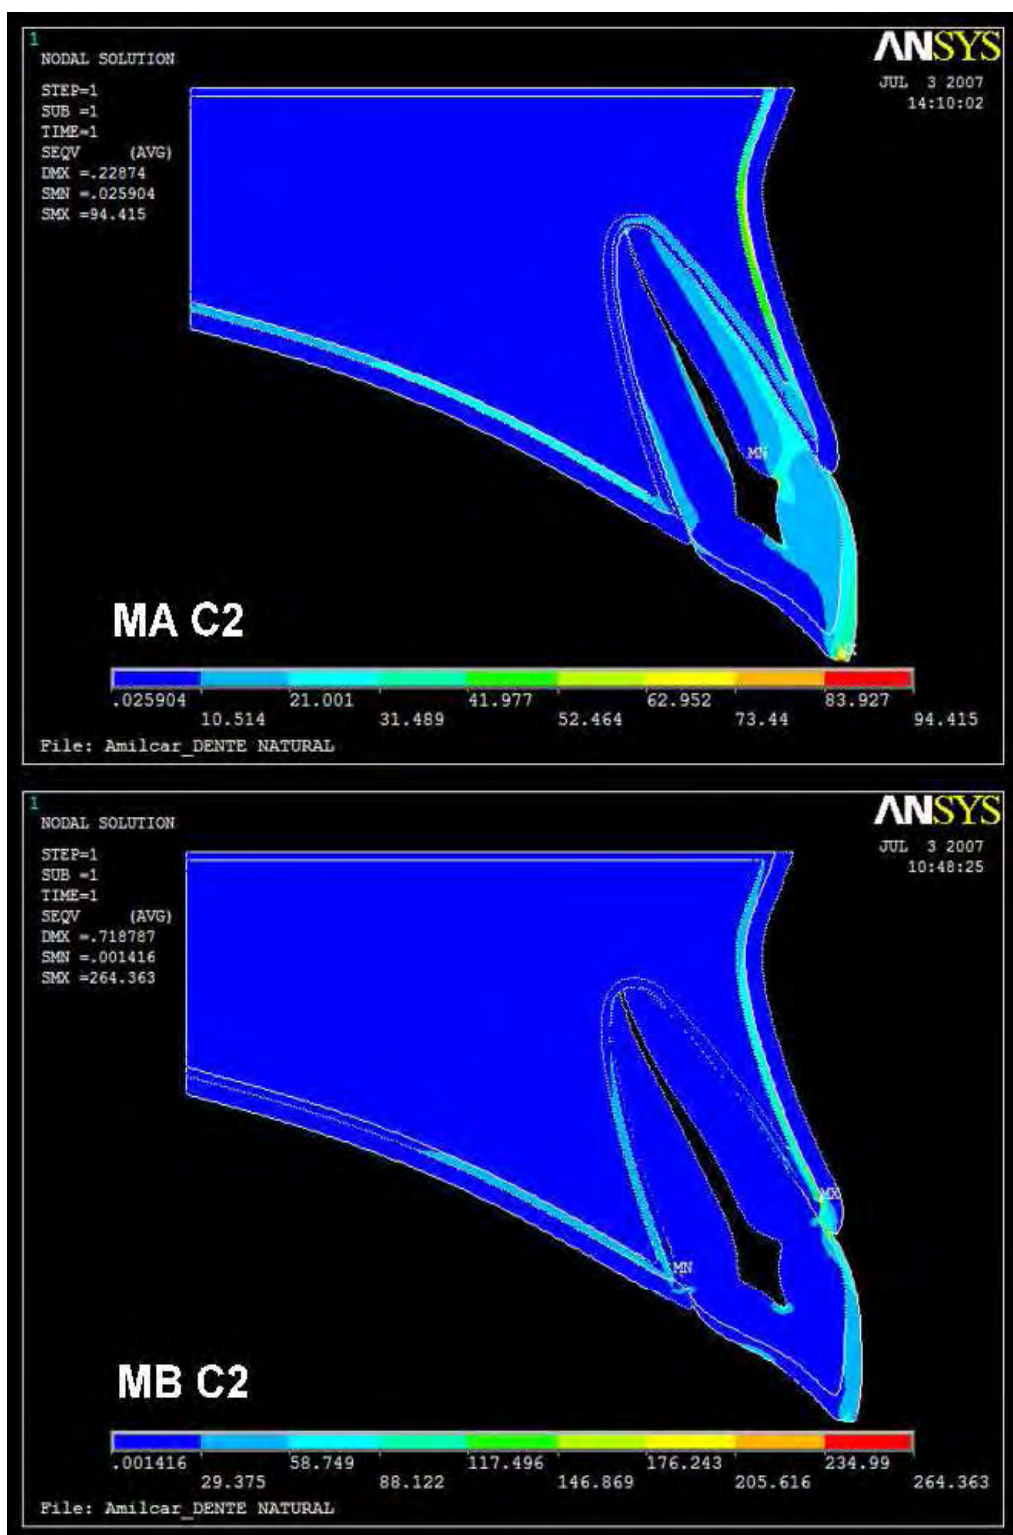 1
NODAL SOLUTION
ANSYS
JUL 3 2007
14:10:02
STEP=1
SUB =1
TIME=1
SEQV (AVG)
DMX =.22874
SMN =.025904
SMX =94.415
MN
MX
MA C2
.025904 21.001 41.977 62.952 83.927
10.514 31.489 52.464 73.44 94.415
File: Amilcar_DENTE NATURAL
1
NODAL SOLUTION
ANSYS
JUL 3 2007
10:48:25
STEP=1
SUB =1
TIME=1
SEQV (AVG)
DMX =.718787
SMN =.001416
SMX =264.363
MX
MN
MB C2
.001416 58.749 117.496 176.243 234.99
29.375 88.122 146.869 205.616 264.363
File: Amilcar_DENTE NATURAL